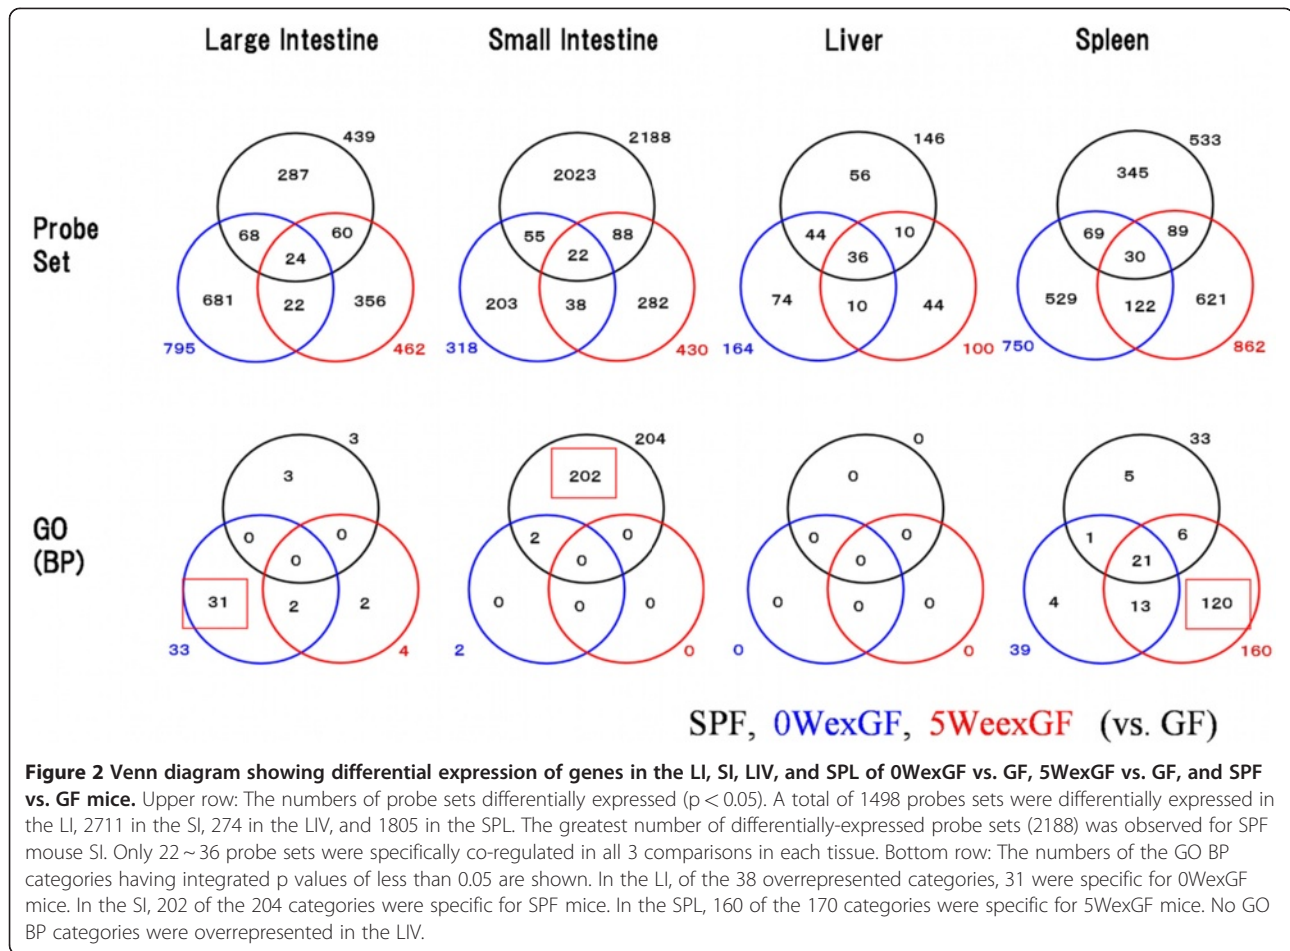 Large Intestine Small Intestine Liver Spleen
439 2188 146 533
287 2023 56 345
Probe
Set
68 60 55 88 44 10 69 89
24 22 36 30
681 22 356 203 38 282 74 10 44 529 122 621
795 462 318 430 164 100 750 862
3 204 0 33
3 202 0 5
GO
(BP)
0 0 2 0 0 0 1 6
0 0 0 21
31 2 2 0 0 0 0 0 0 4 13 120
33 4 2 0 0 0 39 160
SPF, 0WexGF, 5WeexGF (vs. GF)
Figure 2 Venn diagram showing differential expression of genes in the LI, SI, LIV, and SPL of 0WexGF vs. GF, 5WexGF vs. GF, and SPF
vs. GF mice. Upper row: The numbers of probe sets differentially expressed (p < 0.05). A total of 1498 probes sets were differentially expressed in
the LI, 2711 in the SI, 274 in the LIV, and 1805 in the SPL. The greatest number of differentially-expressed probe sets (2188) was observed for SPF
mouse SI. Only 22 ~ 36 probe sets were specifically co-regulated in all 3 comparisons in each tissue. Bottom row: The numbers of the GO BP
categories having integrated p values of less than 0.05 are shown. In the LI, of the 38 overrepresented categories, 31 were specific for 0WexGF
mice. In the SI, 202 of the 204 categories were specific for SPF mice. In the SPL, 160 of the 170 categories were specific for 5WexGF mice. No GO
BP categories were overrepresented in the LIV.